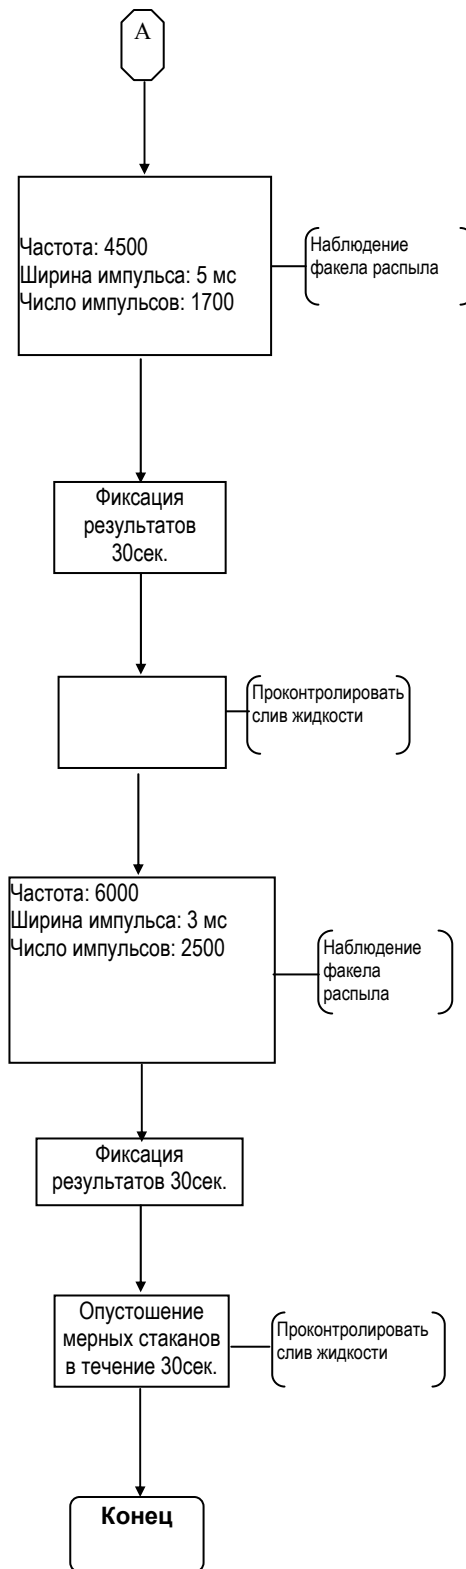 А
Частота: 4500
Ширина импульса: 5 мс
Число импульсов: 1700
Наблюдение
факела распыла
Фиксация
результатов
30сек.
Проконтролировать
слив жидкости
Частота: 6000
Ширина импульса: 3 мс
Число импульсов: 2500
Наблюдение
факела
распыла
Фиксация
результатов 30сек.
Опустошение
мерных стаканов
в течение 30сек.
Проконтролировать
слив жидкости
Конец